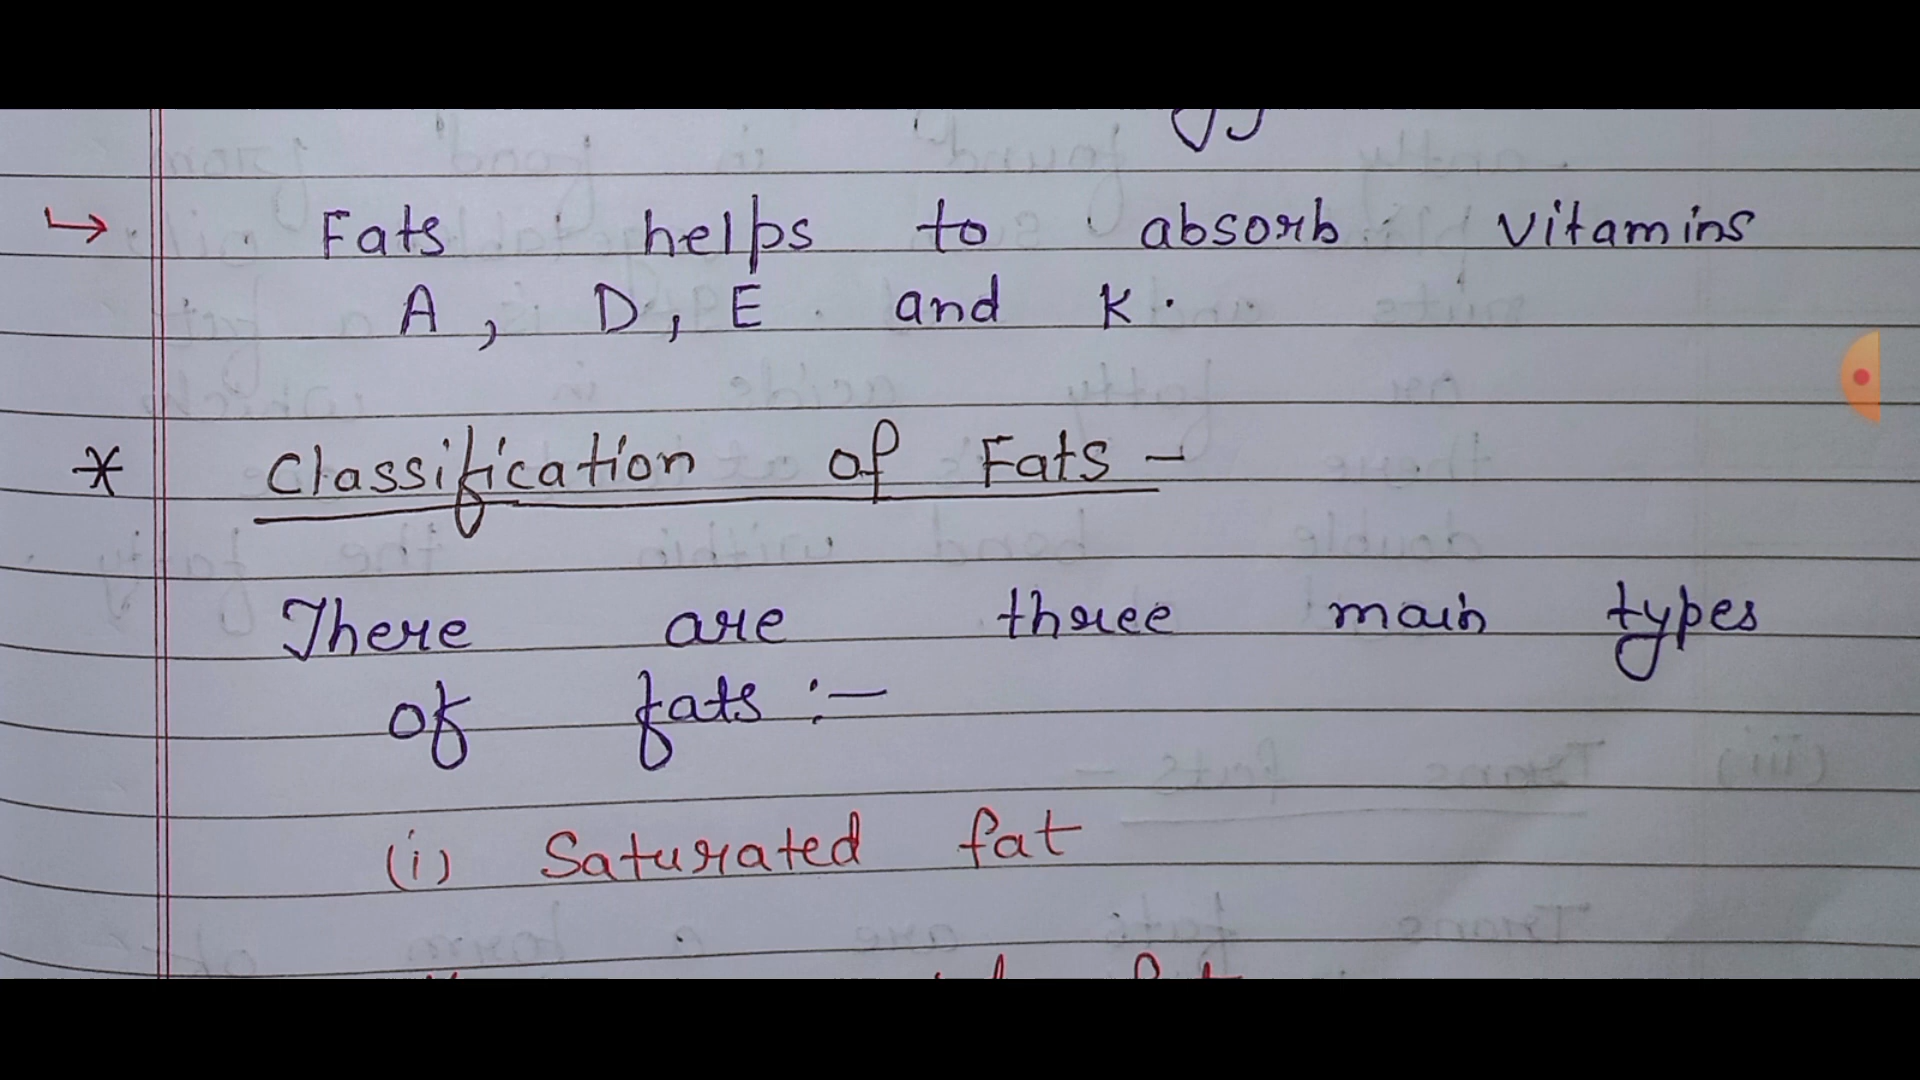 ↳ Fats helps to absorb vitamins
A, D, E and K.
* Classification of Fats -
There are three main types
of fats :-
(i) Saturated fat